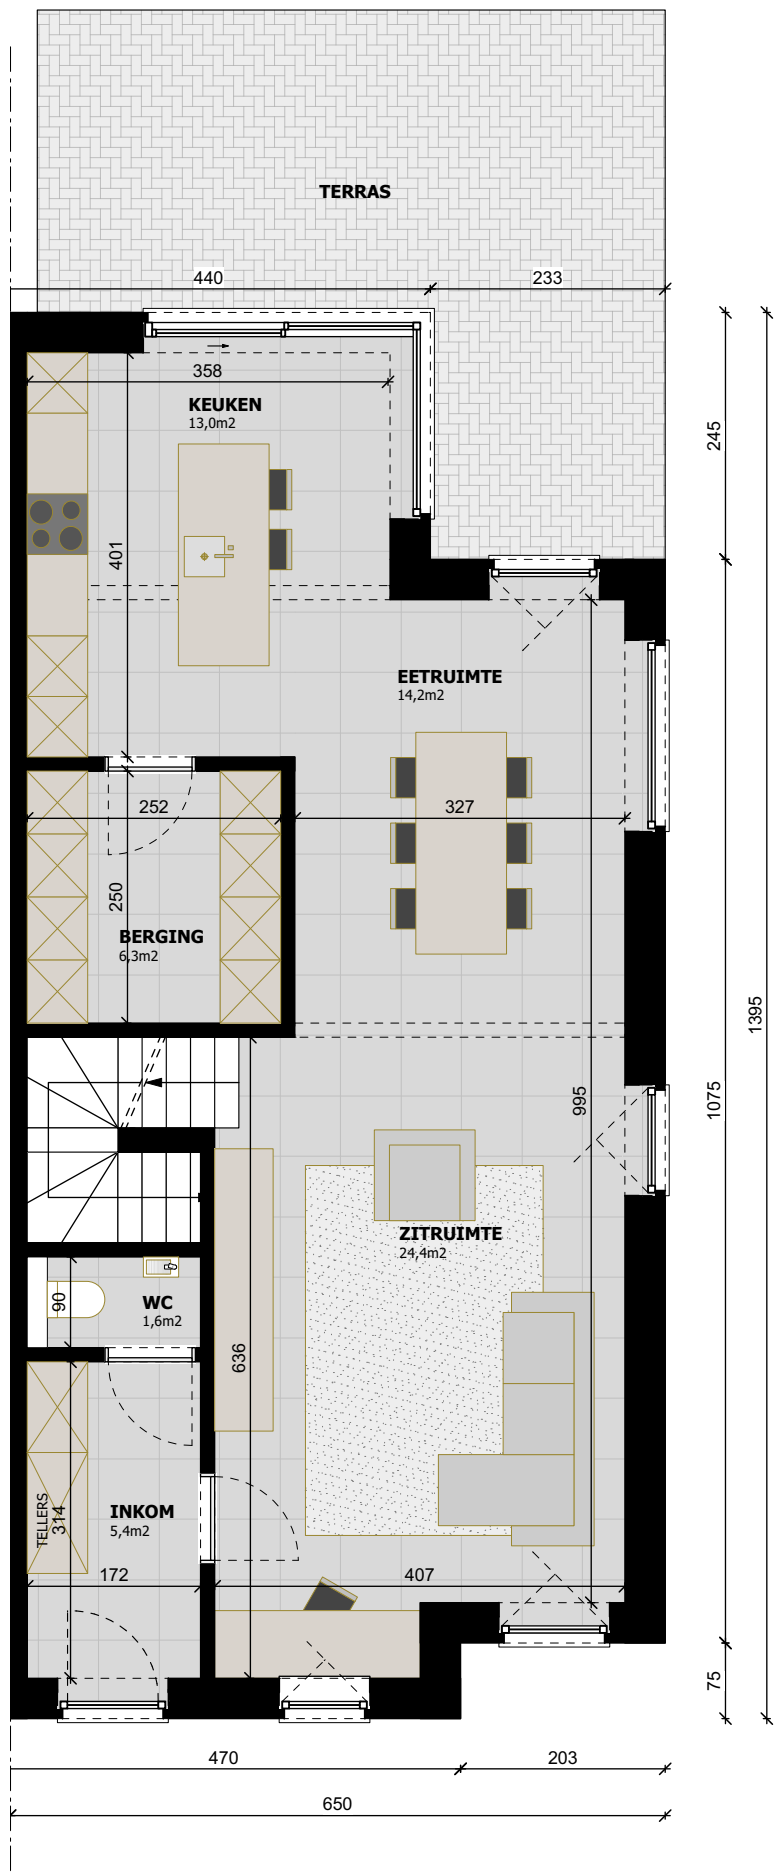 TERRAS
440
233
358
KEUKEN
13,0m2
245
401
EETRUIMTE
14,2m2
252
327
250
BERGING
6,3m2
1395
1075
995
ZITRUIMTE
24,4m2
WC
1,6m2
90
636
INKOM
5,4m2
TELLERS
314
172
407
75
470
203
650